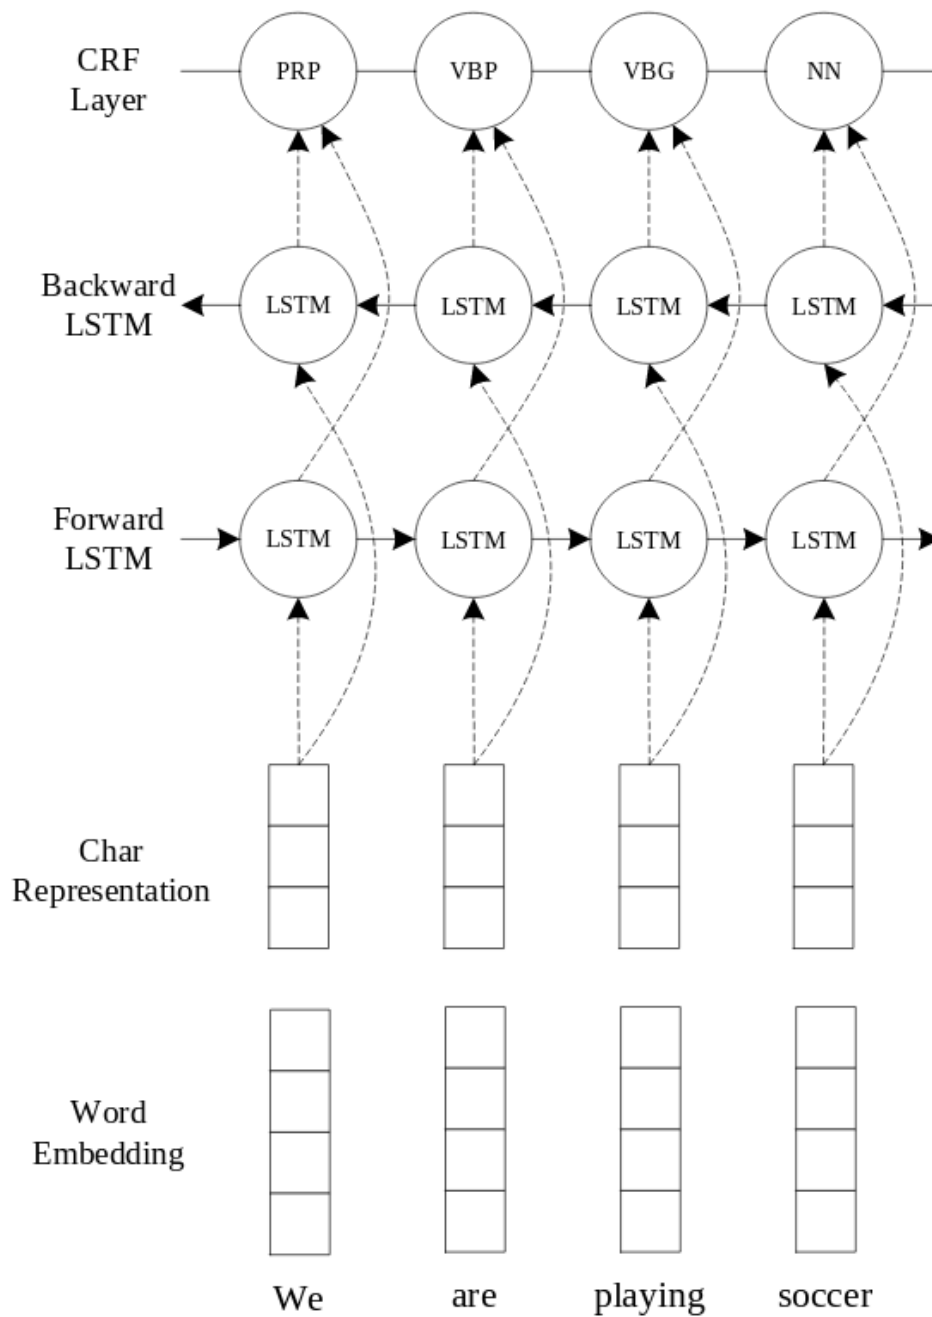 CRF
Layer
PRP
VBP
VBG
NN
Backward
LSTM
LSTM
LSTM
LSTM
LSTM
Forward
LSTM
LSTM
LSTM
LSTM
LSTM
Char
Representation
Word
Embedding
We
are
playing
soccer